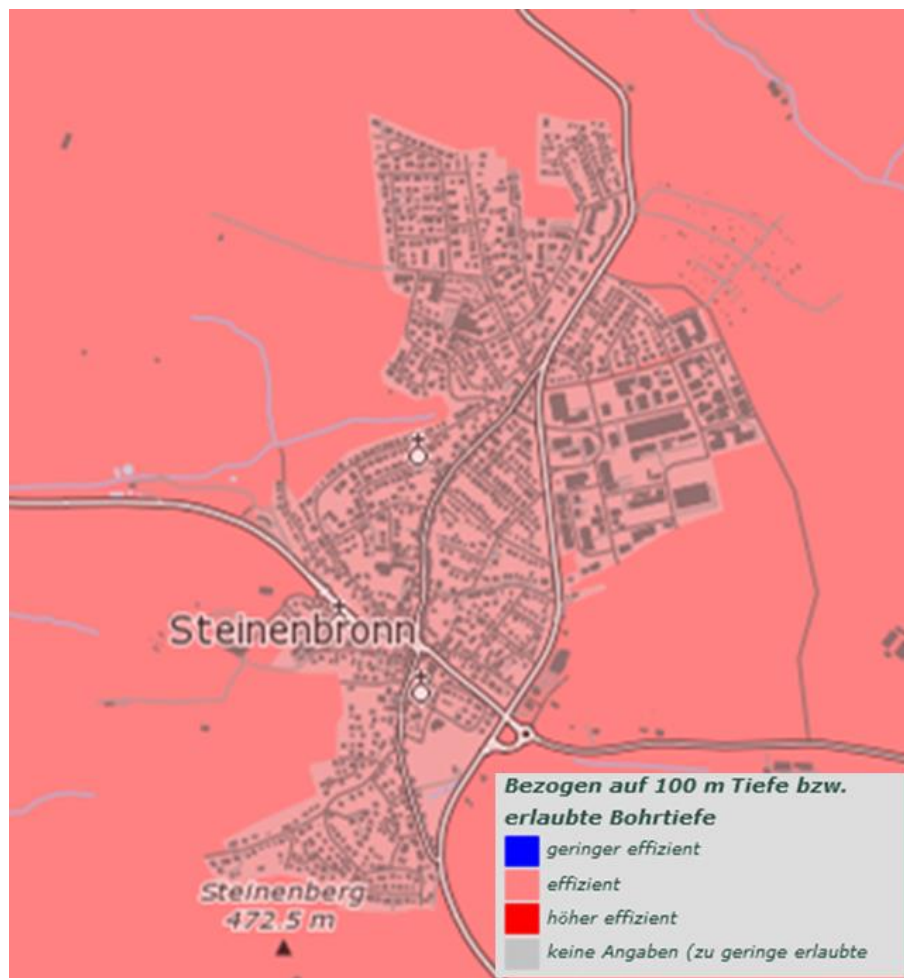 Steinenbronn
Steinenberg
472.5 m
Bezogen auf 100 m Tiefe bzw.
erlaubte Bohrtiefe
geringer effizient
effizient
höher effizient
keine Angaben (zu geringe erlaubte